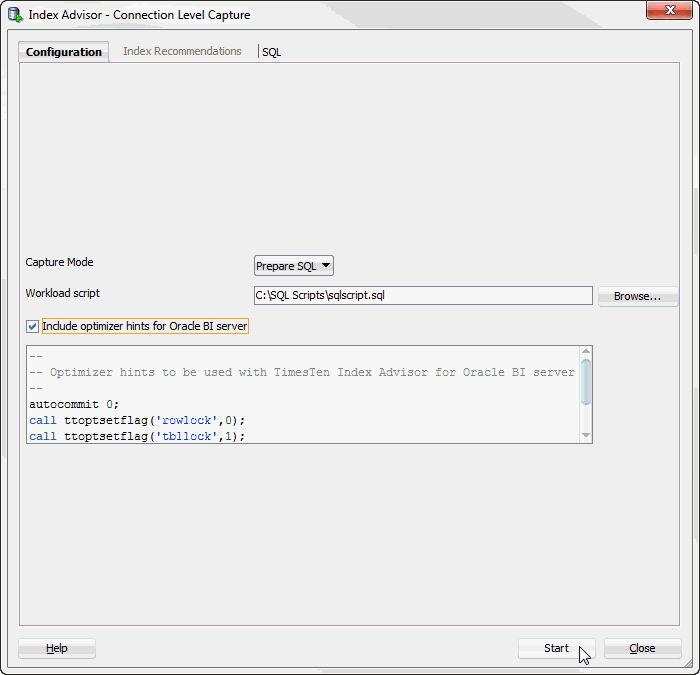 Index Advisor - Connection Level Capture
Configuration Index Recommendations SQL
Capture Mode Prepare SQL
Workload script C:\SQL Scripts\sqlscript.sql Browse...
Include optimizer hints for Oracle BI server
--
-- Optimizer hints to be used with TimesTen Index Advisor for Oracle BI server
--
autocommit 0;
call ttoptsetflag('rowlock',0);
call ttoptsetflag('tbllock',1);
Help Start Close